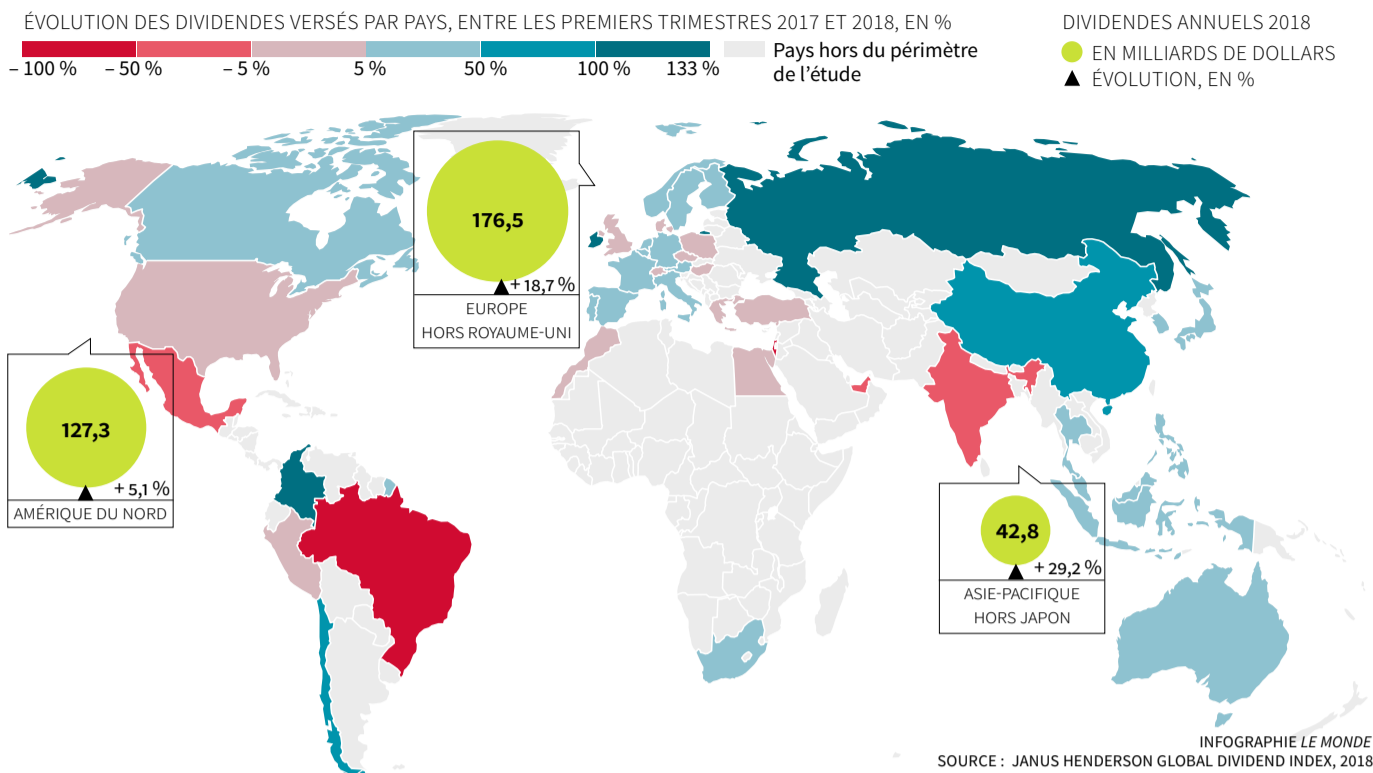 ÉVOLUTION DES DIVIDENDES VERSÉS PAR PAYS, ENTRE LES PREMIERS TRIMESTRES 2017 ET 2018, EN %
– 100 % – 50 % – 5 % 5 % 50 % 100 % 133 %
Pays hors du périmètre
de l’étude
DIVIDENDES ANNUELS 2018
EN MILLIARDS DE DOLLARS
ÉVOLUTION, EN %
176,5
+ 18,7 %
EUROPE
HORS ROYAUME-UNI
127,3
+ 5,1 %
AMÉRIQUE DU NORD
42,8
+ 29,2 %
ASIE-PACIFIQUE
HORS JAPON
INFOGRAPHIE LE MONDE
SOURCE : JANUS HENDERSON GLOBAL DIVIDEND INDEX, 2018